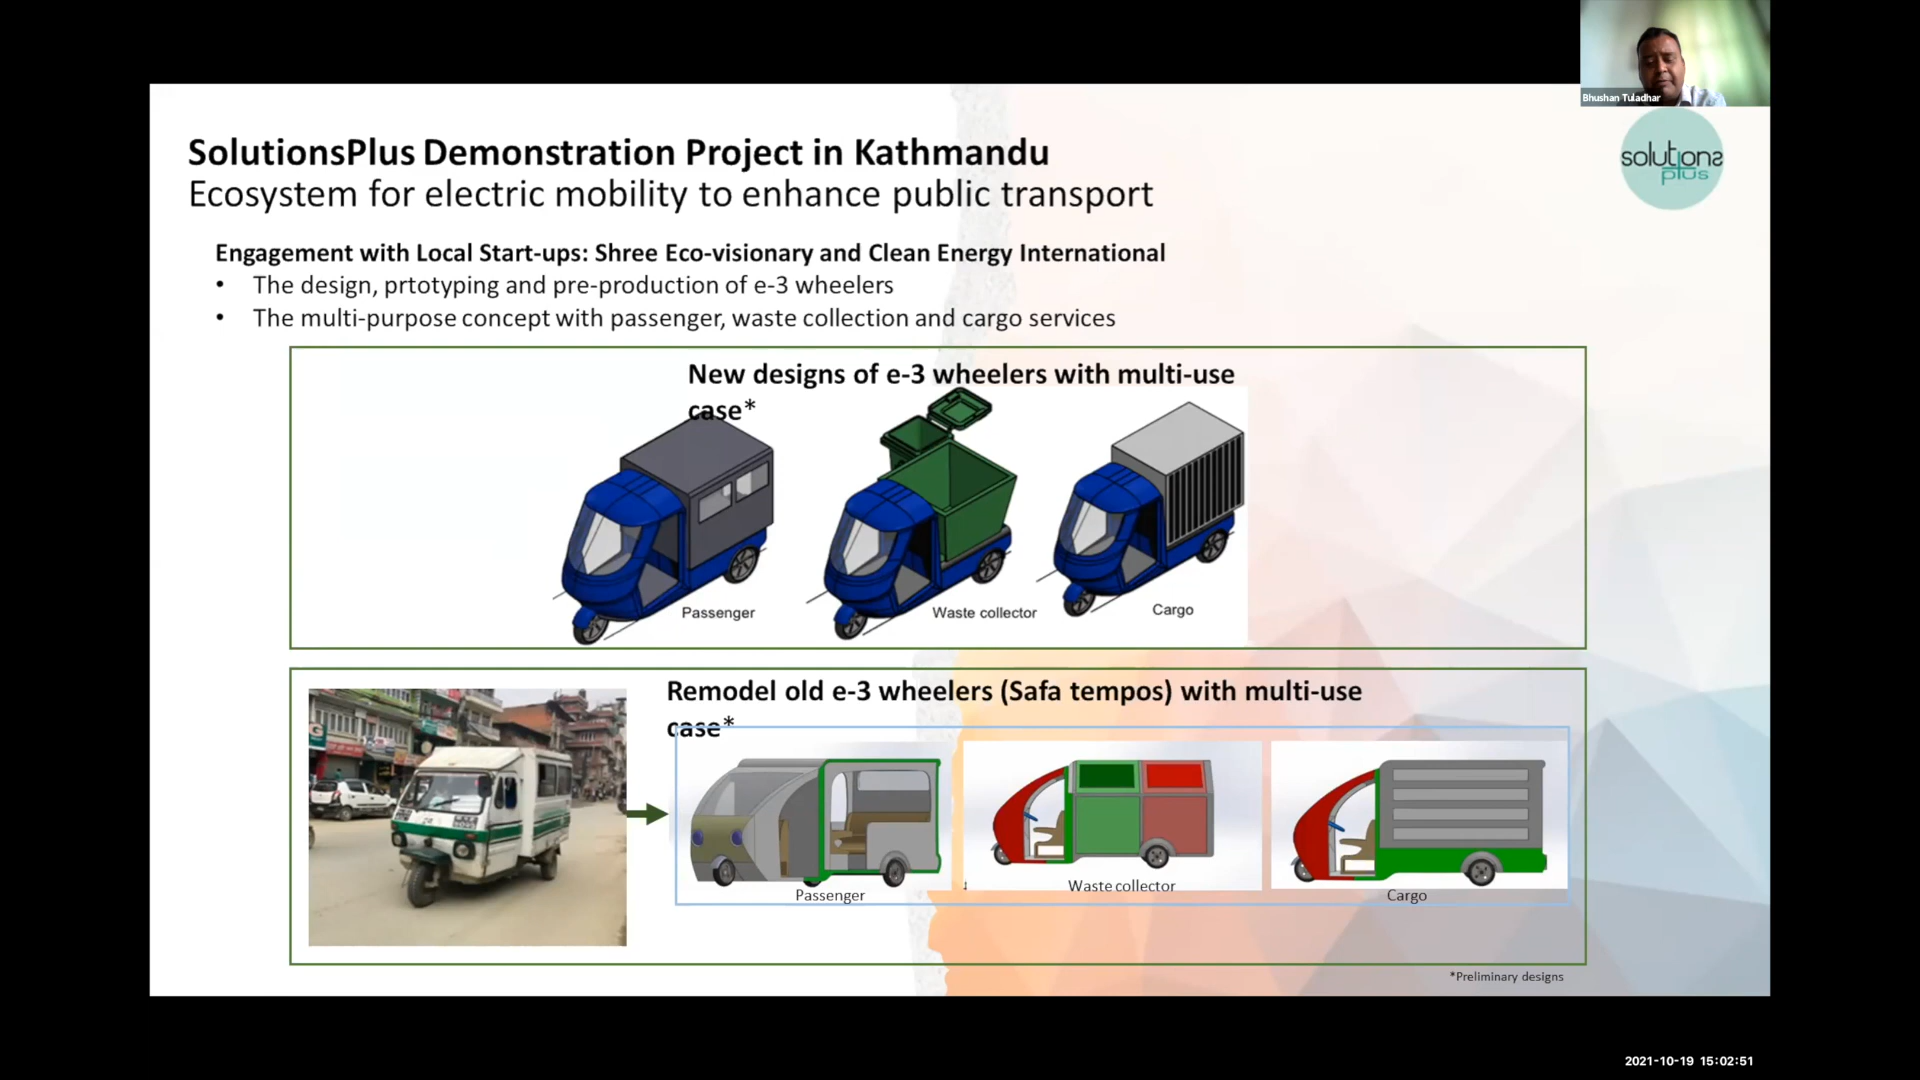 Bhushan Tuladhar
solutions
plus
SolutionsPlus Demonstration Project in Kathmandu
Ecosystem for electric mobility to enhance public transport
Engagement with Local Start-ups: Shree Eco-visionary and Clean Energy International
• The design, prtotyping and pre-production of e-3 wheelers
• The multi-purpose concept with passenger, waste collection and cargo services
New designs of e-3 wheelers with multi-use
case*
Passenger
Waste collector
Cargo
Remodel old e-3 wheelers (Safa tempos) with multi-use
case*
Passenger
Waste collector
Cargo
*Preliminary designs
2021-10-19 15:02:51